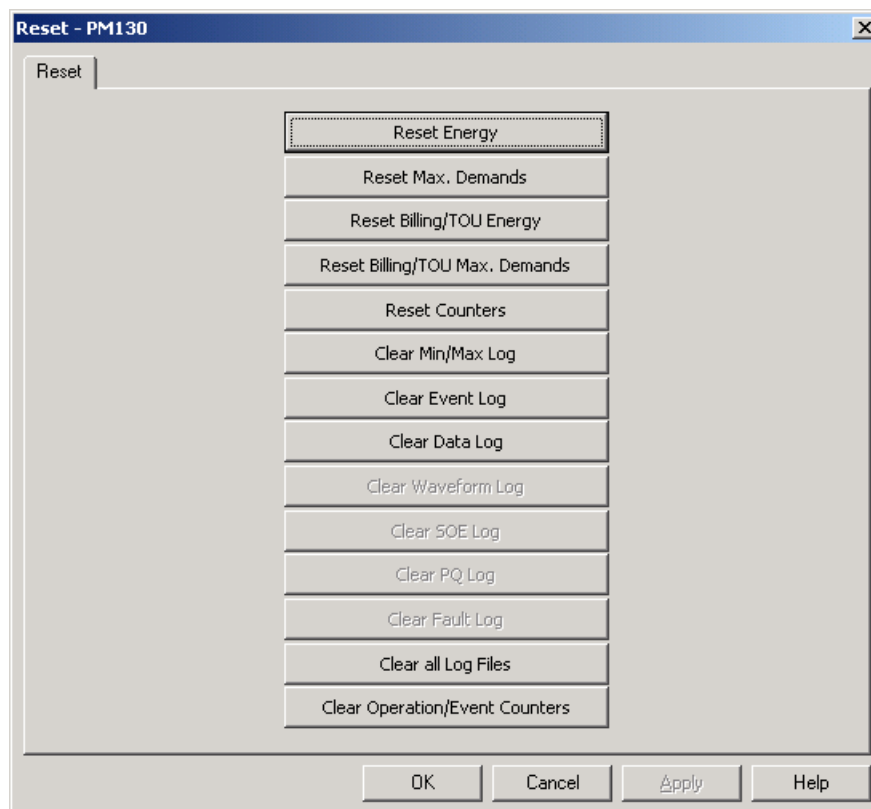 Reset - PM130
Reset
Reset Energy
Reset Max. Demands
Reset Billing/TOU Energy
Reset Billing/TOU Max. Demands
Reset Counters
Clear Min/Max Log
Clear Event Log
Clear Data Log
Clear Waveform Log
Clear SOE Log
Clear PQ Log
Clear Fault Log
Clear all Log Files
Clear Operation/Event Counters
OK Cancel Apply Help